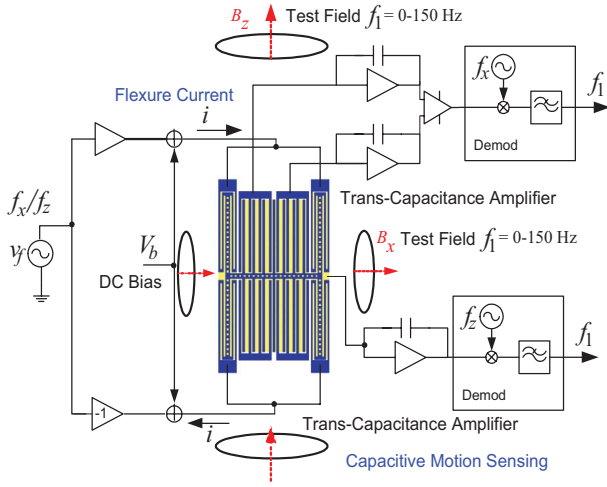 B_z
Test Field f_1 = 0-150 Hz
Flexure Current
i
f_x
f_1
Demod
Trans-Capacitance Amplifier
f_x/f_z
v_f
V_b
DC Bias
B_x Test Field f_1 = 0-150 Hz
f_z
f_1
Demod
-1
i
Trans-Capacitance Amplifier
Capacitive Motion Sensing